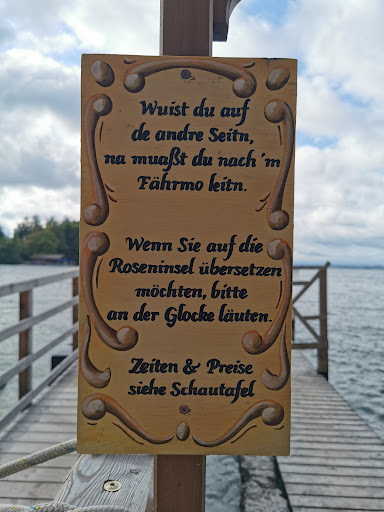 Wuist du auf
de andre Seitn,
na muaßt du nach 'm
Fährmo leitn.
Wenn Sie auf die
Roseninsel übersetzen
möchten, bitte
an der Glocke läuten.
Zeiten & Preise
siehe Schautafel